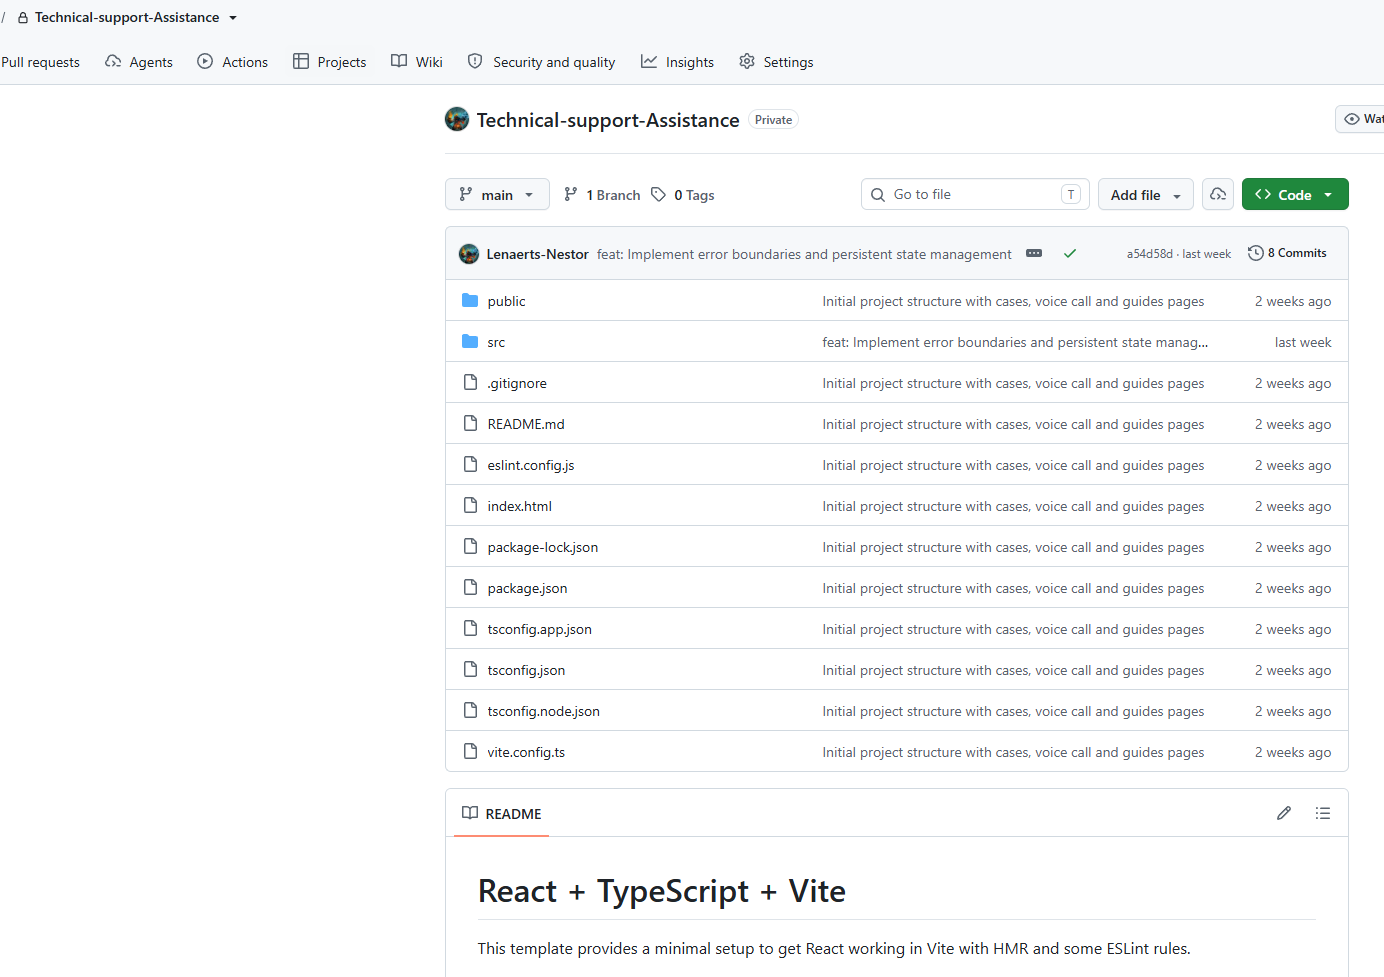 / Technical-support-Assistance
Pull requests Agents Actions Projects Wiki Security and quality Insights Settings
Technical-support-Assistance Private
main 1 Branch 0 Tags Go to file T Add file Code
Lenaerts-Nestor feat: Implement error boundaries and persistent state management a54d58d · last week 8 Commits
public Initial project structure with cases, voice call and guides pages 2 weeks ago
src feat: Implement error boundaries and persistent state manag... last week
.gitignore Initial project structure with cases, voice call and guides pages 2 weeks ago
README.md Initial project structure with cases, voice call and guides pages 2 weeks ago
eslint.config.js Initial project structure with cases, voice call and guides pages 2 weeks ago
index.html Initial project structure with cases, voice call and guides pages 2 weeks ago
package-lock.json Initial project structure with cases, voice call and guides pages 2 weeks ago
package.json Initial project structure with cases, voice call and guides pages 2 weeks ago
tsconfig.app.json Initial project structure with cases, voice call and guides pages 2 weeks ago
tsconfig.json Initial project structure with cases, voice call and guides pages 2 weeks ago
tsconfig.node.json Initial project structure with cases, voice call and guides pages 2 weeks ago
vite.config.ts Initial project structure with cases, voice call and guides pages 2 weeks ago
README
React + TypeScript + Vite
This template provides a minimal setup to get React working in Vite with HMR and some ESLint rules.